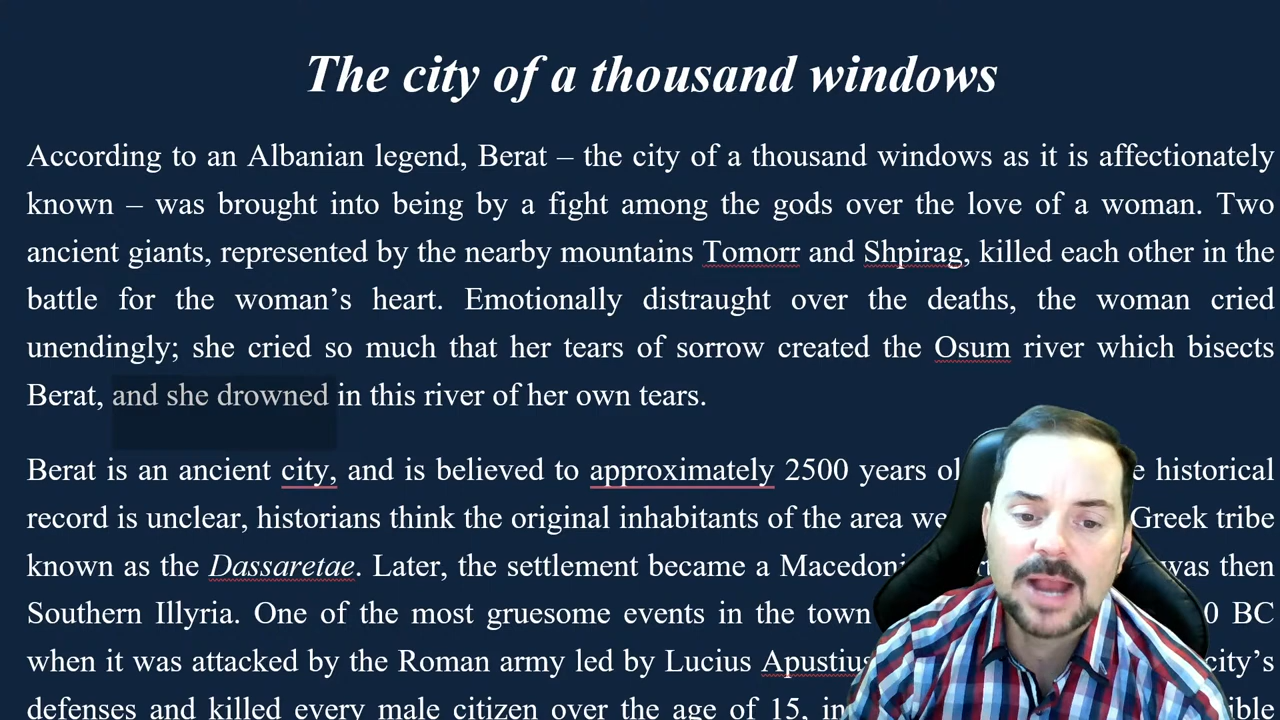 The city of a thousand windows
According to an Albanian legend, Berat – the city of a thousand windows as it is affectionately
known – was brought into being by a fight among the gods over the love of a woman. Two
ancient giants, represented by the nearby mountains Tomorr and Shpirag, killed each other in the
battle for the woman’s heart. Emotionally distraught over the deaths, the woman cried
unendingly; she cried so much that her tears of sorrow created the Osum river which bisects
Berat, and she drowned in this river of her own tears.
Berat is an ancient city, and is believed to approximately 2500 years historical
record is unclear, historians think the original inhabitants of the area Greek tribe
known as the Dassaretae. Later, the settlement became a was then
Southern Illyria. One of the most gruesome events in the town BC
when it was attacked by the Roman army led by Lucius Apustius city’s
defenses and killed every male citizen over the age of 15,